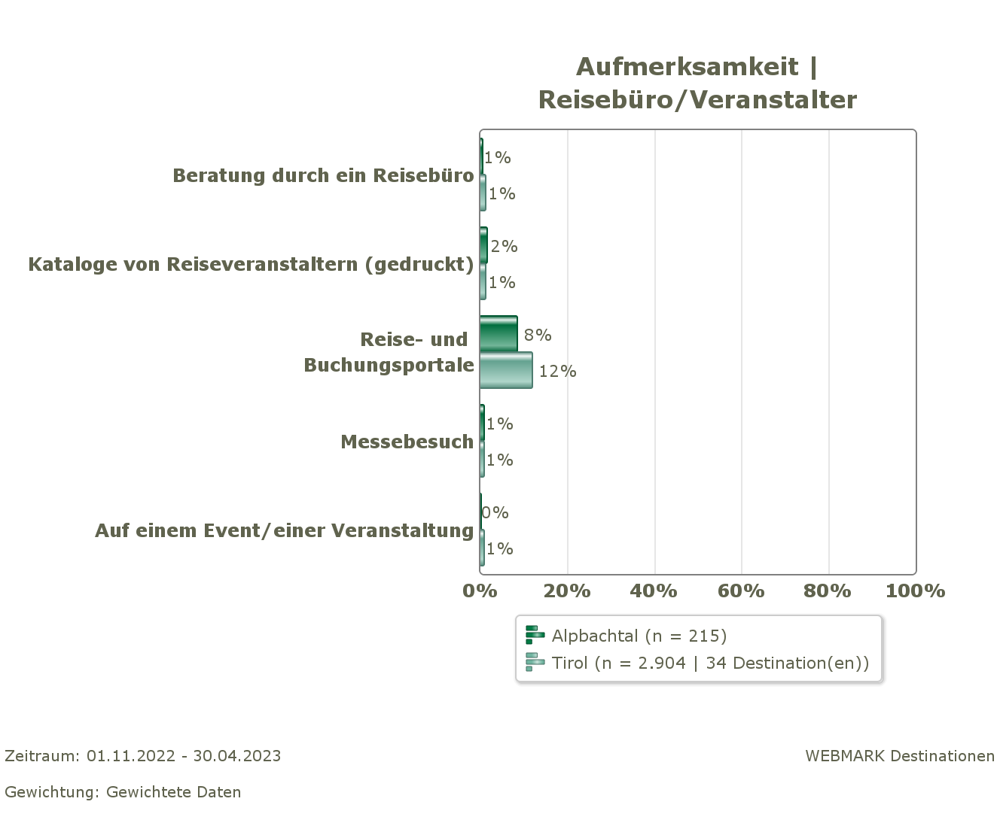 Aufmerksamkeit |
Reisebüro/Veranstalter
Beratung durch ein Reisebüro
1%
1%
Kataloge von Reiseveranstaltern (gedruckt)
2%
1%
Reise- und
Buchungsportale
8%
12%
Messebesuch
1%
1%
Auf einem Event/einer Veranstaltung
0%
1%
0% 20% 40% 60% 80% 100%
Alpbachtal (n = 215)
Tirol (n = 2.904 | 34 Destination(en))
Zeitraum: 01.11.2022 - 30.04.2023
WEBMARK Destinationen
Gewichtung: Gewichtete Daten